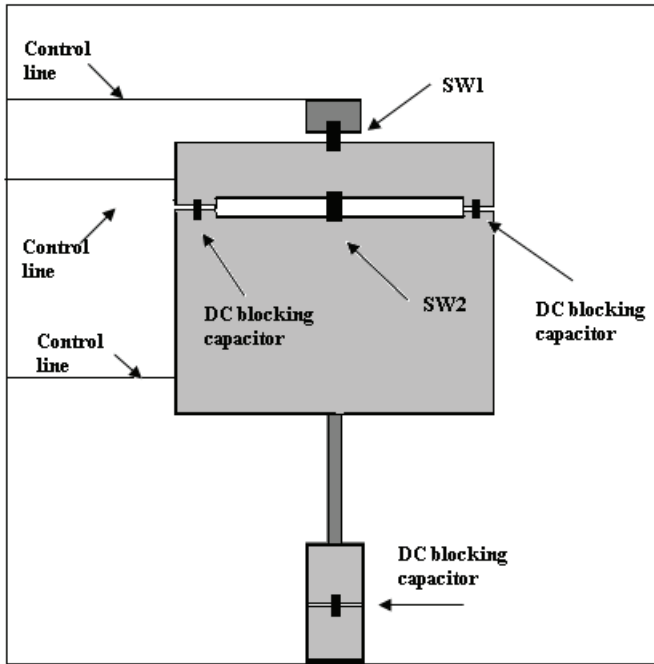 Control
line
SW1
Control
line
DC blocking
capacitor
SW2
DC blocking
capacitor
Control
line
DC blocking
capacitor